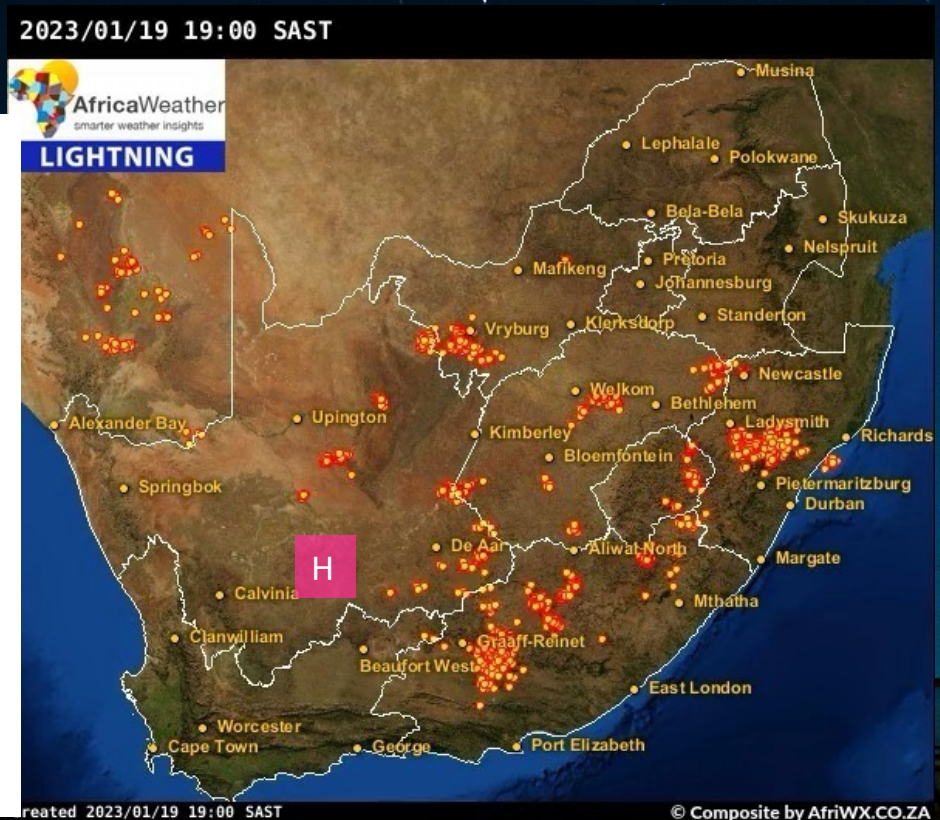 2023/01/19 19:00 SAST
AfricaWeather
smarter weather insights
LIGHTNING
Musina
Lephalale
Polokwane
Bela-Bela
Skukuza
Nelspruit
Pretoria
Mafikeng
Johannesburg
Standerton
Klerksdorp
Vryburg
Newcastle
Welkom
Bethlehem
Upington
Ladysmith
Alexander Bay
Kimberley
Richards
Bloemfontein
Springbok
Pietermaritzburg
Durban
De Aar
Aliwal North
Margate
H
Calvinia
Mthatha
Clanwilliam
Graaff-Reinet
Beaufort West
East London
Worcester
Cape Town
George
Port Elizabeth
reated 2023/01/19 19:00 SAST
© Composite by AfriWX.CO.ZA